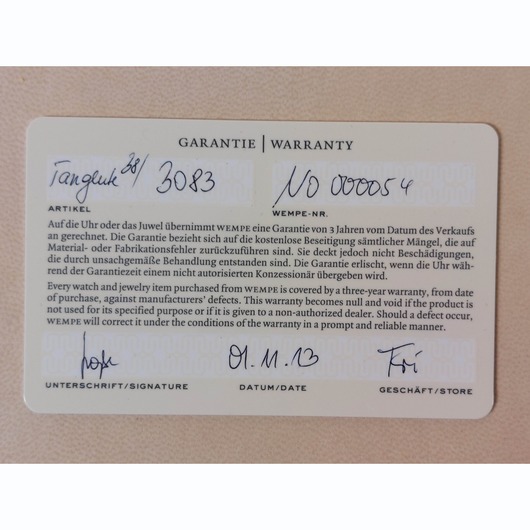 GARANTIE | WARRANTY
Tangente 38/ 3083 NO 000054
ARTIKEL WEMPE-NR.
Auf die Uhr oder das Juwel übernimmt WEMPE eine Garantie von 3 Jahren vom Datum des Verkaufs
an gerechnet. Die Garantie bezieht sich auf die kostenlose Beseitigung sämtlicher Mängel, die auf
Material- oder Fabrikationsfehler zurückzuführen sind. Sie deckt jedoch nicht Beschädigungen,
die durch unsachgemäße Behandlung entstanden sind. Die Garantie erlischt, wenn die Uhr wäh-
rend der Garantiezeit einem nicht autorisierten Konzessionär übergeben wird.
Every watch and jewelry item purchased from WEMPE is covered by a three-year warranty, from date
of purchase, against manufacturers' defects. This warranty becomes null and void if the product is
not used for its specified purpose or if it is given to a non-authorized dealer. Should a defect occur,
WEMPE will correct it under the conditions of the warranty in a prompt and reliable manner.
01.11.13 Fri
UNTERSCHRIFT/SIGNATURE DATUM/DATE GESCHÄFT/STORE